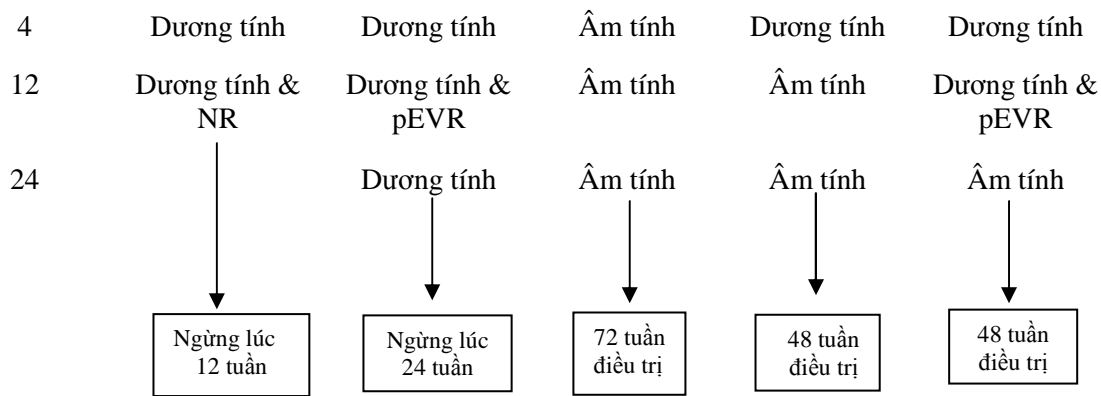 4 Dương tính Dương tính Âm tính Dương tính Dương tính
12 Dương tính & Dương tính & Âm tính Âm tính Dương tính &
NR pEVR pEVR
24 Dương tính Âm tính Âm tính Âm tính
Ngừng lúc Ngừng lúc 72 tuần 48 tuần 48 tuần
12 tuần 24 tuần điều trị điều trị điều trị